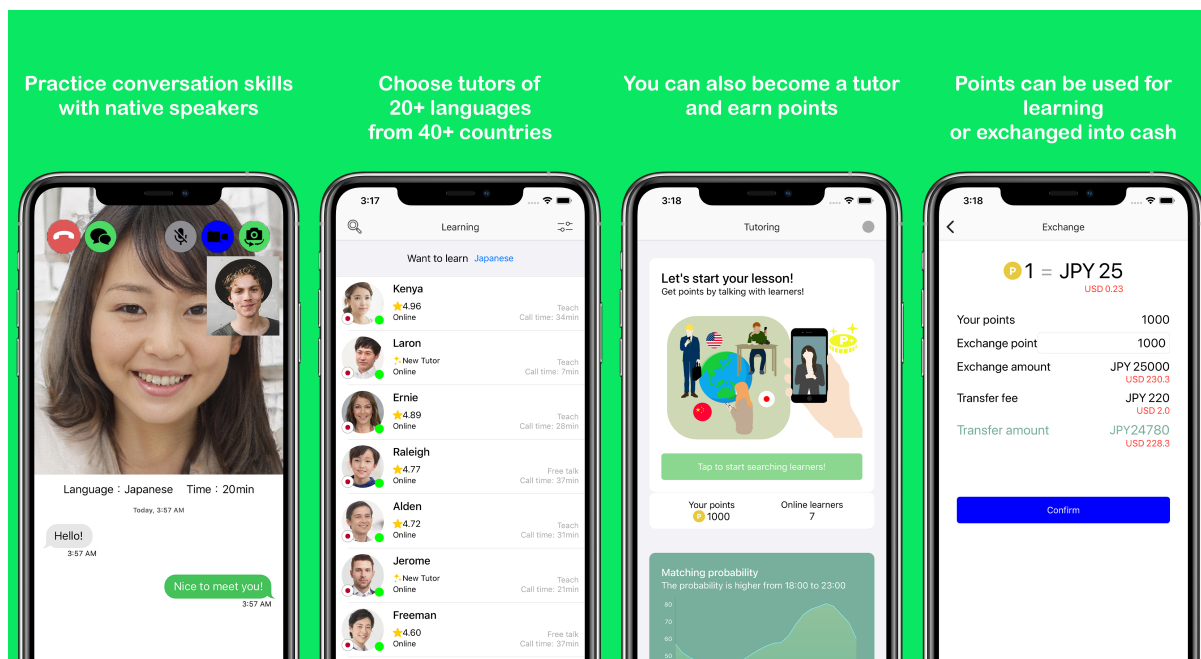 Practice conversation skills
with native speakers
Language : Japanese Time : 20min
Today, 3:57 AM
Hello!
3:57 AM
Nice to meet you!
3:57 AM
Choose tutors of
20+ languages
from 40+ countries
3:17
Learning
Want to learn Japanese
Kenya
4.96
Teach
Online
Call time: 34min
Laron
New Tutor
Teach
Online
Call time: 7min
Ernie
4.89
Teach
Online
Call time: 28min
Raleigh
4.77
Free talk
Online
Call time: 37min
Alden
4.72
Teach
Online
Call time: 31min
Jerome
New Tutor
Teach
Online
Call time: 21min
Freeman
4.60
Free talk
Online
Call time: 37min
You can also become a tutor
and earn points
3:18
Tutoring
Let's start your lesson!
Get points by talking with learners!
P
Tap to start searching learners!
Your points Online learners
P 1000 7
Matching probability
The probability is higher from 18:00 to 23:00
80
70
60
50
Points can be used for
learning
or exchanged into cash
3:18
Exchange
P 1 = JPY 25
USD 0.23
Your points 1000
Exchange point 1000
Exchange amount JPY 25000
USD 230.3
Transfer fee JPY 220
USD 2.0
Transfer amount JPY24780
USD 228.3
Confirm